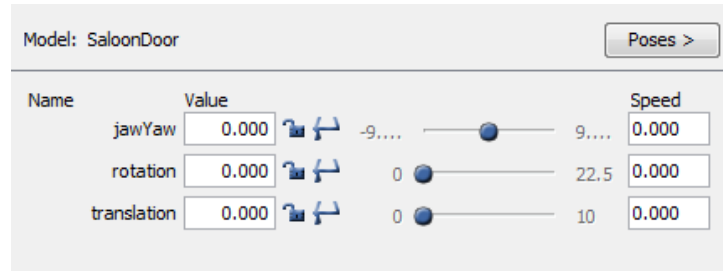 Model: SaloonDoor Poses >
Name Value Speed
jawYaw 0.000 -9.... 9.... 0.000
rotation 0.000 0 22.5 0.000
translation 0.000 0 10 0.000